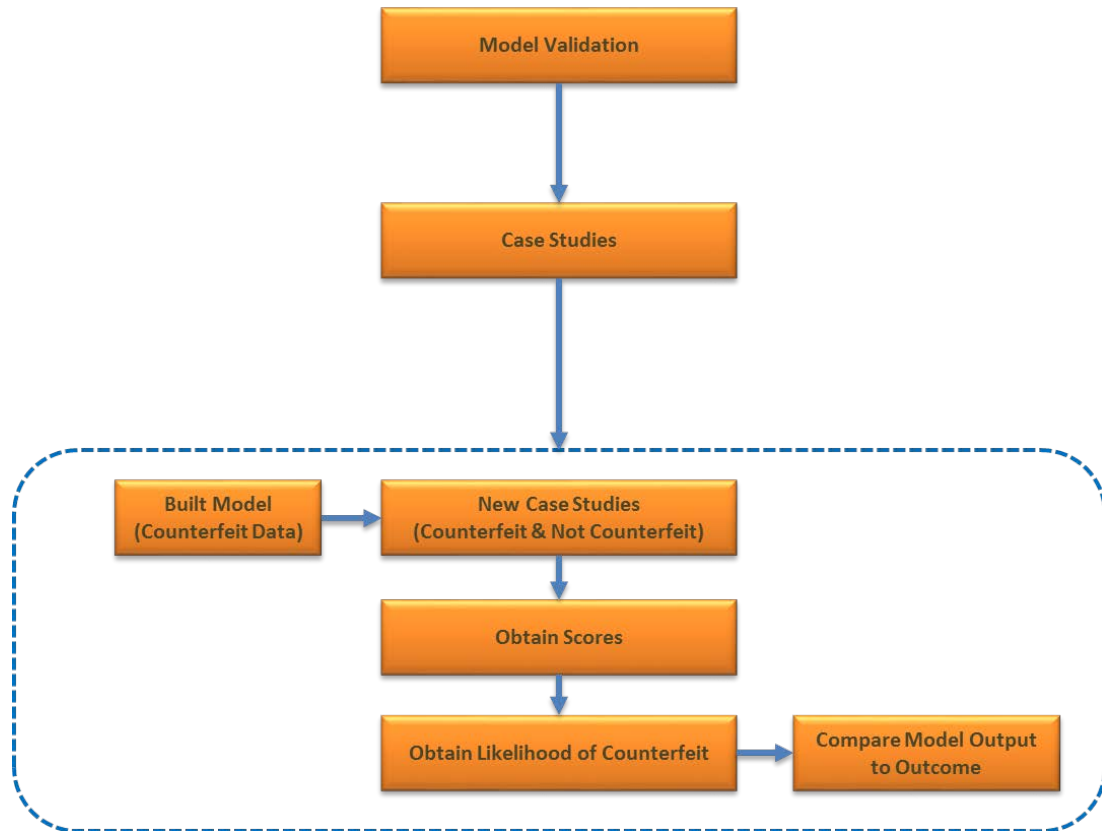 Model Validation
Case Studies
Built Model
(Counterfeit Data)
New Case Studies
(Counterfeit & Not Counterfeit)
Obtain Scores
Obtain Likelihood of Counterfeit
Compare Model Output
to Outcome